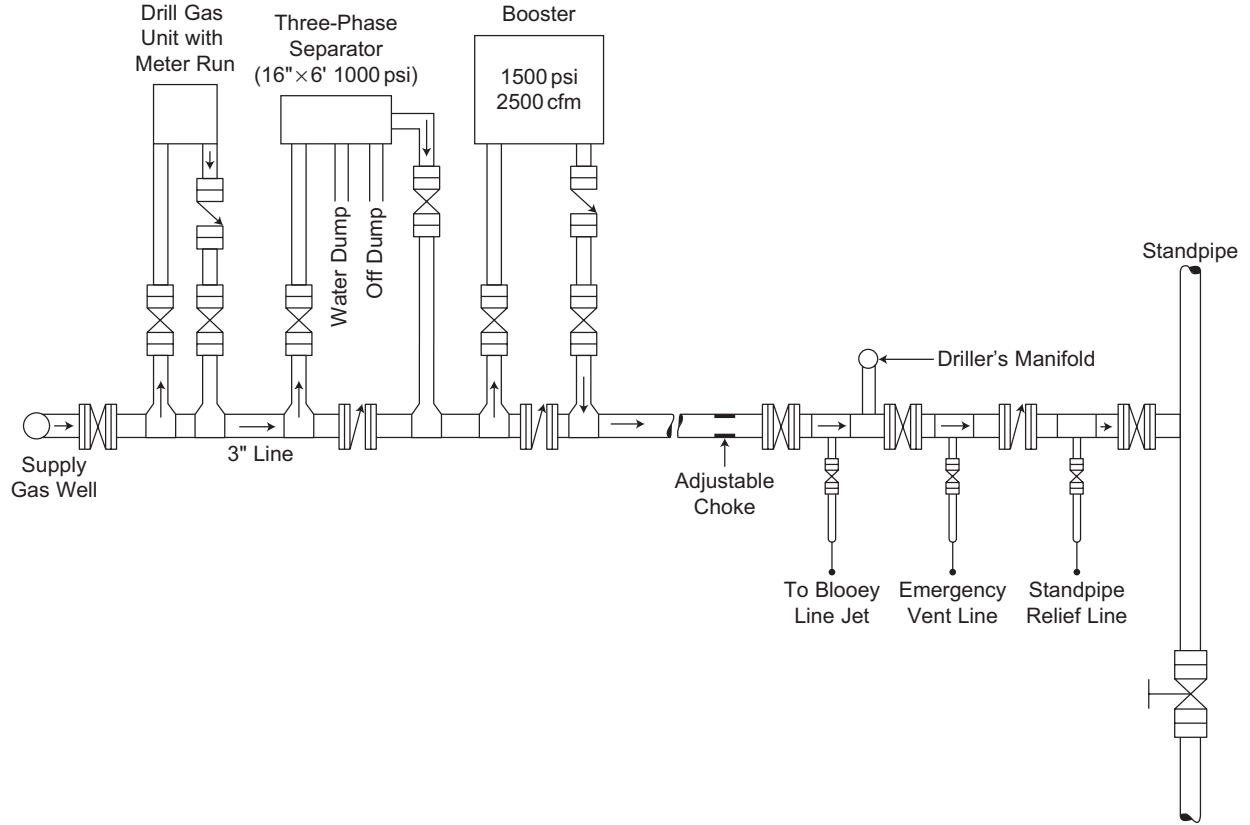 Drill Gas
Unit with
Meter Run
Three-Phase
Separator
(16"×6' 1000 psi)
Booster
1500 psi
2500 cfm
Water Dump
Off Dump
Standpipe
Driller's Manifold
3" Line
Supply
Gas Well
Adjustable
Choke
To Blooey
Line Jet
Emergency
Vent Line
Standpipe
Relief Line